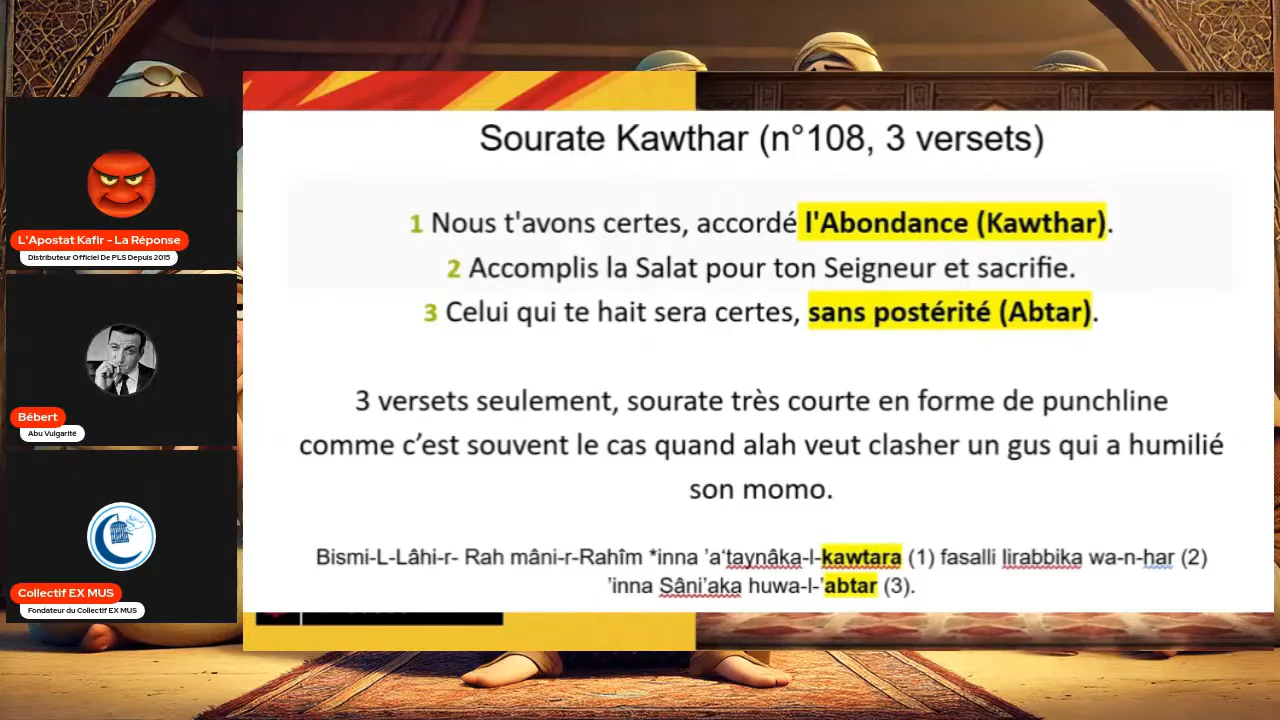 Sourate Kawthar (n°108, 3 versets)
1 Nous t'avons certes, accordé l'Abondance (Kawthar).
2 Accomplis la Salat pour ton Seigneur et sacrifie.
3 Celui qui te hait sera certes, sans postérité (Abtar).
3 versets seulement, sourate très courte en forme de punchline
comme c’est souvent le cas quand alah veut clasher un gus qui a humilié
son momo.
Bismi-L-Lâhi-r- Rah mâni-r-Rahîm *inna ’a‘taynâka-l-kawtara (1) fasalli lirabbika wa-n-har (2)
’inna Sâni’aka huwa-l-’abtar (3).
L'Apostat Kafir - La Réponse
Distributeur Officiel De PLS Depuis 2015
Bébert
Abu Vulgarité
Collectif EX MUS
Fondateur du Collectif EX MUS